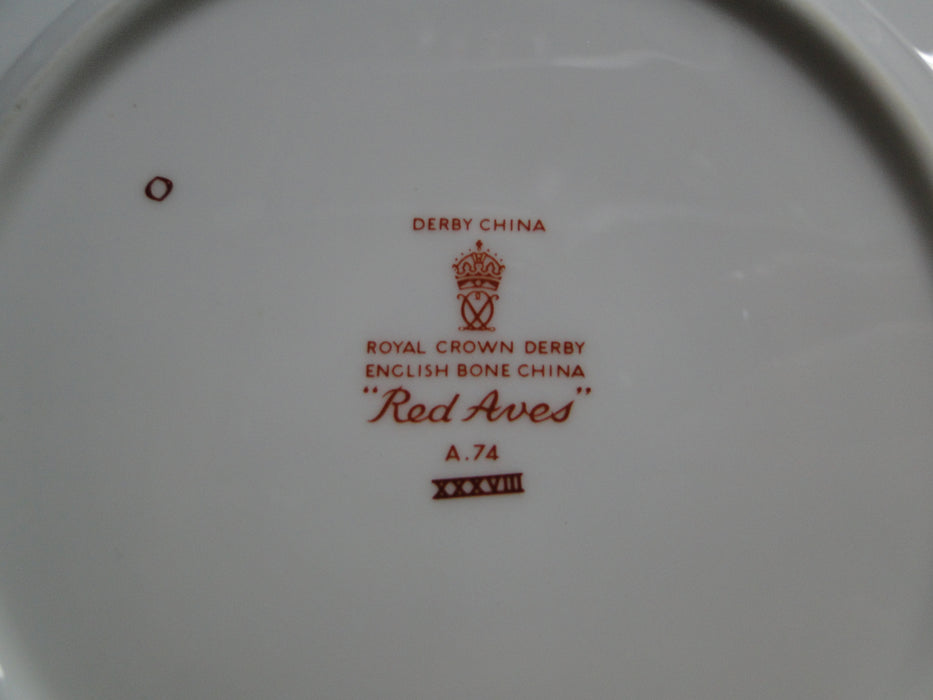 O
DERBY CHINA
ROYAL CROWN DERBY
ENGLISH BONE CHINA
"Red Aves"
A.74
XXXVIII